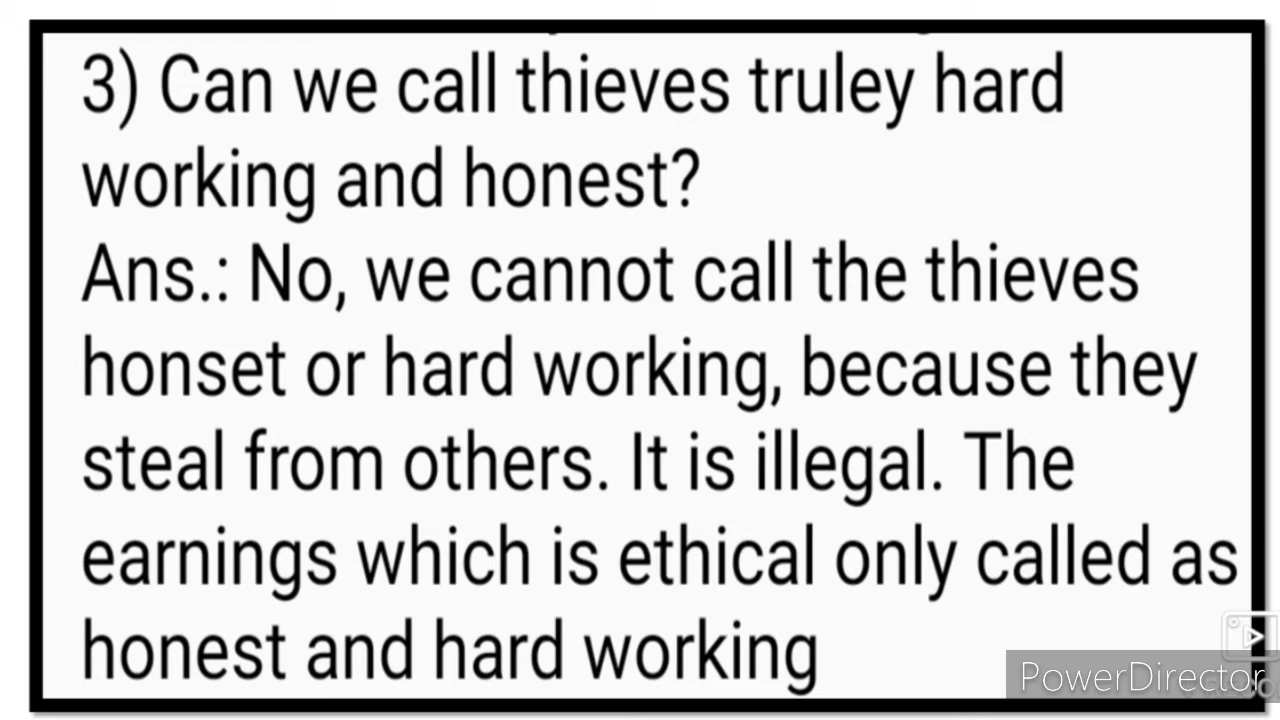 3) Can we call thieves truley hard
working and honest?
Ans.: No, we cannot call the thieves
honset or hard working, because they
steal from others. It is illegal. The
earnings which is ethical only called as
honest and hard working
PowerDirector